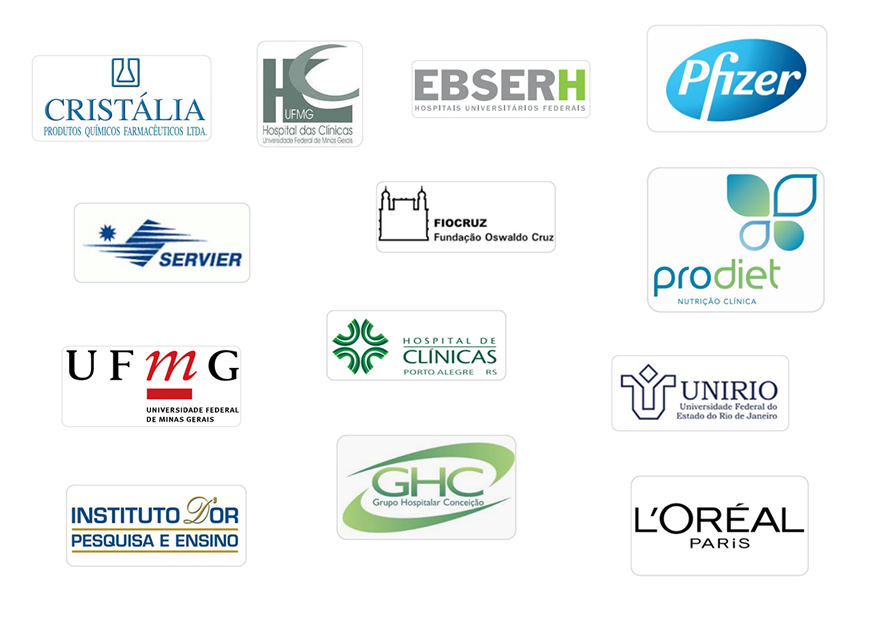 CRISTÁLIA
PRODUTOS QUÍMICOS FARMACÊUTICOS LTDA.
HC
UFMG
Hospital das Clínicas
Universidade Federal de Minas Gerais
EBSERH
HOSPITAIS UNIVERSITÁRIOS FEDERAIS
Pfizer
SERVIER
FIOCRUZ
Fundação Oswaldo Cruz
prodiet
NUTRIÇÃO CLÍNICA
UFmG
UNIVERSIDADE FEDERAL
DE MINAS GERAIS
HOSPITAL DE
CLÍNICAS
PORTO ALEGRE RS
UNIRIO
Universidade Federal do
Estado do Rio de Janeiro
INSTITUTO D'OR
PESQUISA E ENSINO
GHC
Grupo Hospitalar Conceição
L'ORÉAL
PARiS